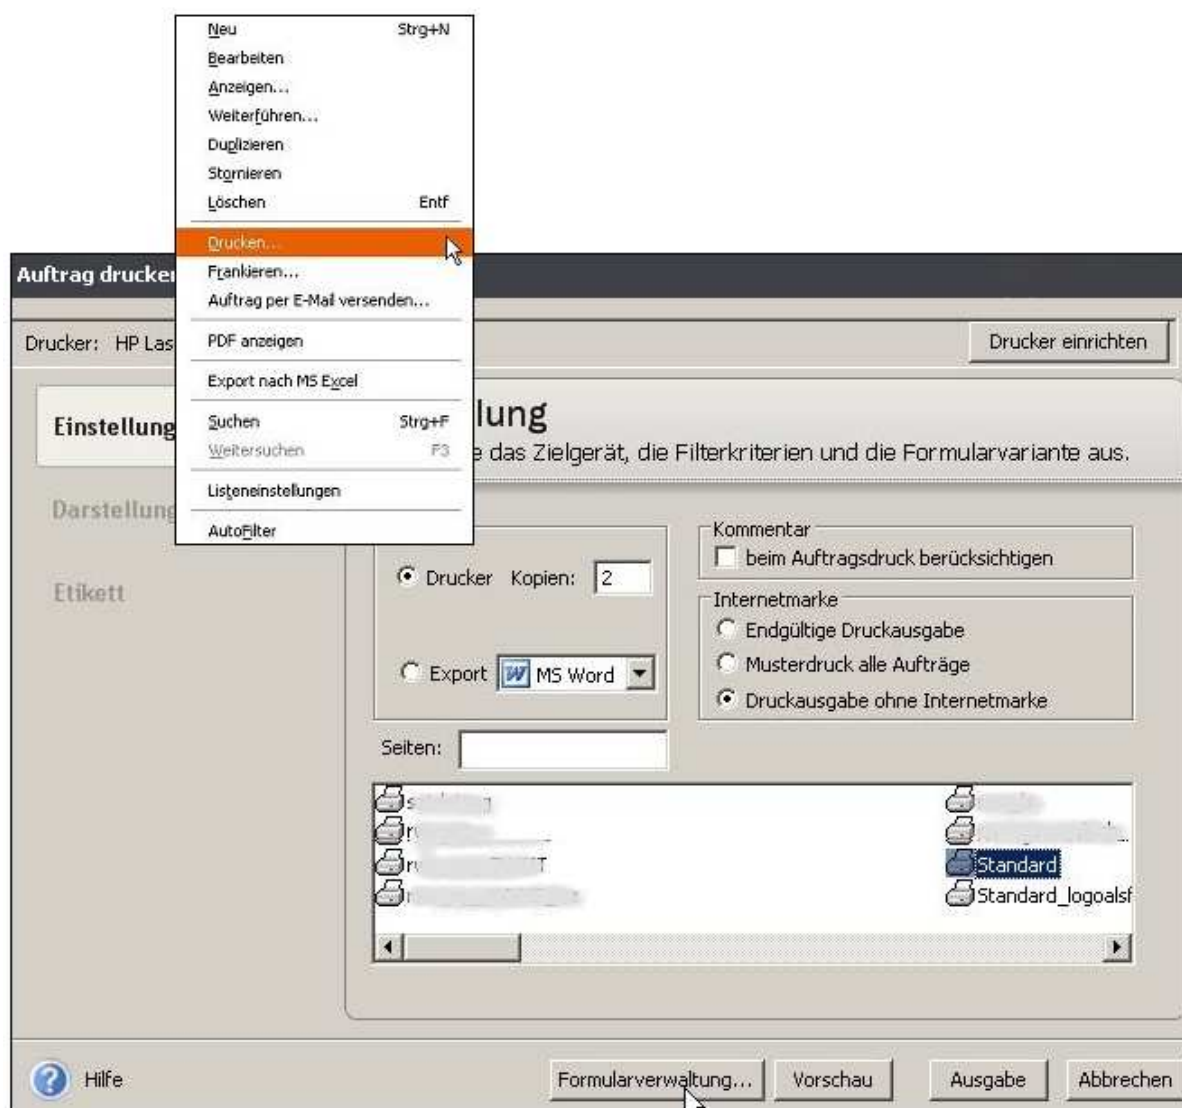 Neu Strg+N
Bearbeiten
Anzeigen...
Weiterführen...
Duplizieren
Stornieren
Löschen Entf
Drucken...
Frankieren...
Auftrag per E-Mail versenden...
PDF anzeigen
Export nach MS Excel
Suchen Strg+F
Weitersuchen F3
Listeneinstellungen
AutoFilter
Auftrag drucken
Drucker: HP Las
Drucker einrichten
Einstellung
Darstellung
Etikett
lung
e das Zielgerät, die Filterkriterien und die Formularvariante aus.
Drucker Kopien: 2
Export MS Word
Kommentar
beim Auftragsdruck berücksichtigen
Internetmarke
Endgültige Druckausgabe
Musterdruck alle Aufträge
Druckausgabe ohne Internetmarke
Seiten:
Standard
Standard_logoalsf
Hilfe
Formularverwaltung...
Vorschau
Ausgabe
Abbrechen